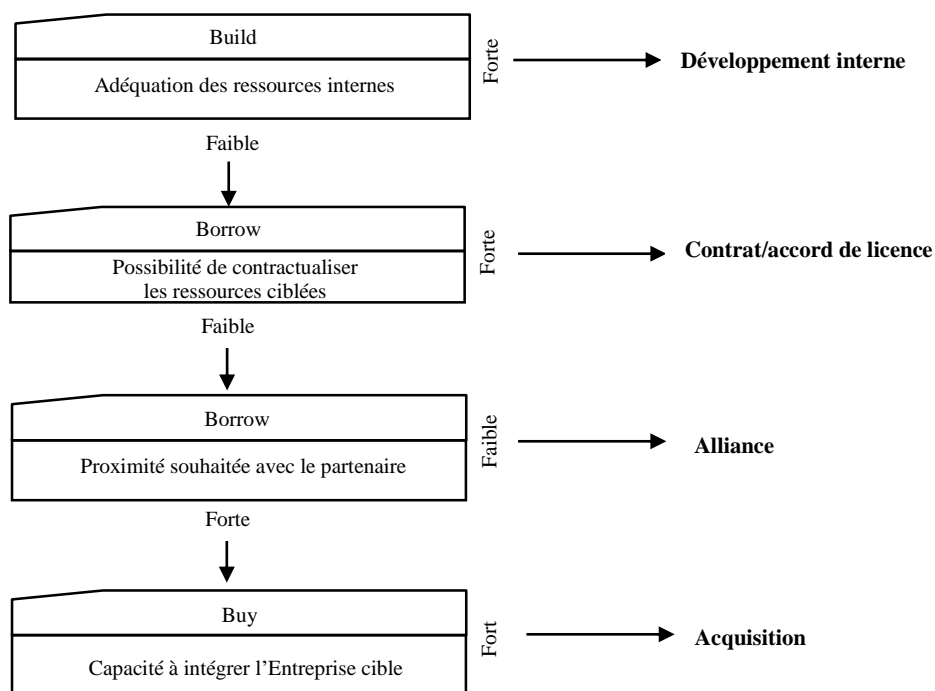 Build
Forte
Développement interne
Adéquation des ressources internes
Faible
Borrow
Forte
Contrat/accord de licence
Possibilité de contractualiser
les ressources ciblées
Faible
Borrow
Faible
Alliance
Proximité souhaitée avec le partenaire
Forte
Buy
Fort
Acquisition
Capacité à intégrer l’Entreprise cible